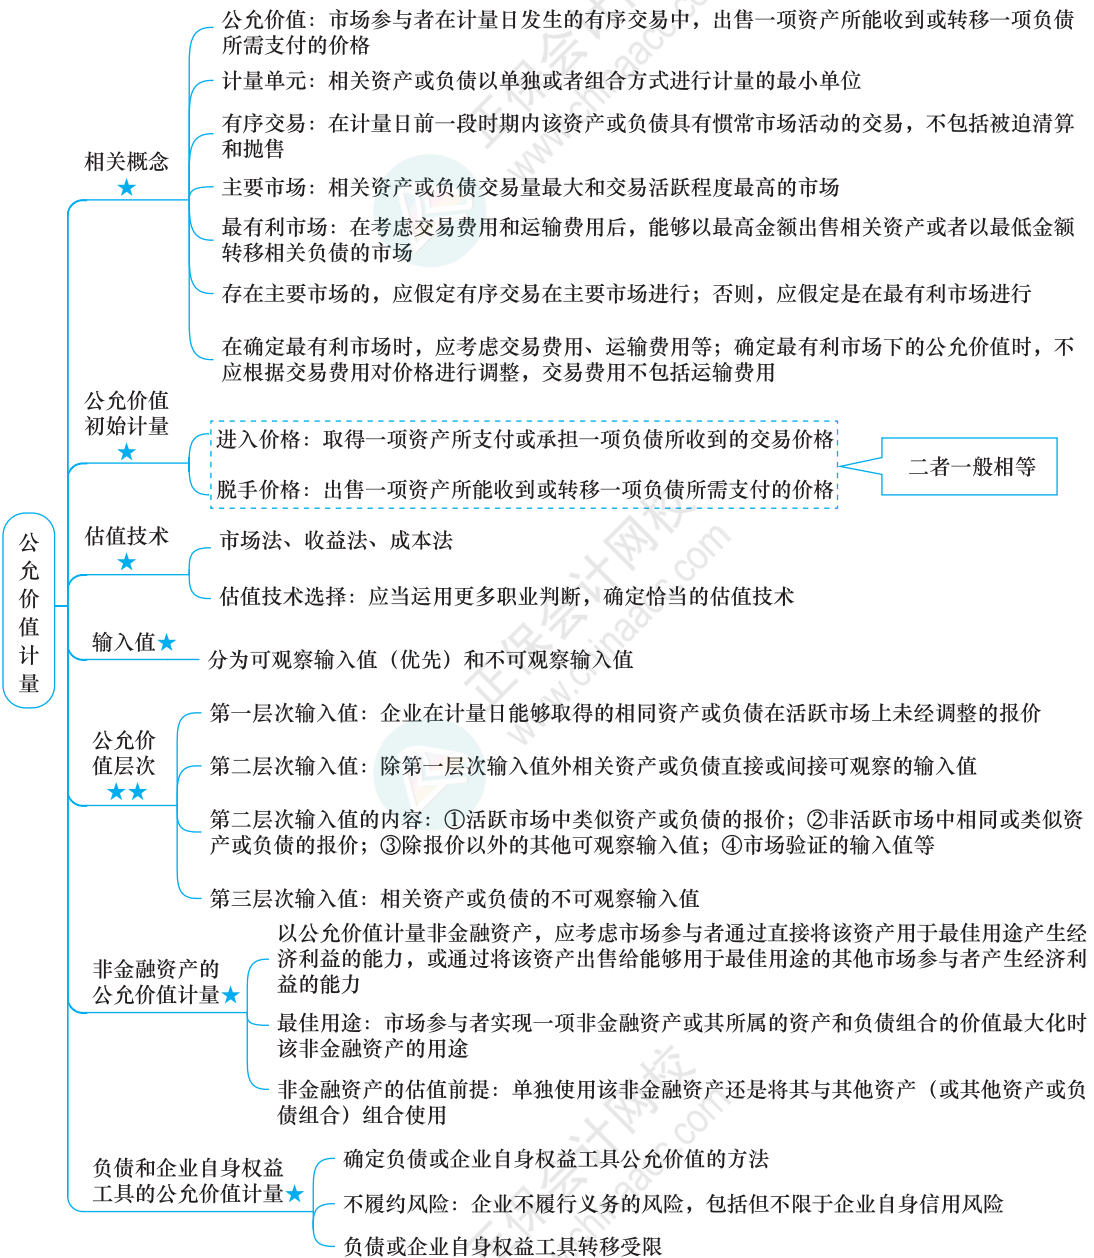 公允价值计量
相关概念
★
公允价值：市场参与者在计量日发生的有序交易中，出售一项资产所能收到或转移一项负债
所需支付的价格
计量单元：相关资产或负债以单独或者组合方式进行计量的最小单位
有序交易：在计量日前一段时期内该资产或负债具有惯常市场活动的交易，不包括被迫清算
和抛售
主要市场：相关资产或负债交易量最大和交易活跃程度最高的市场
最有利市场：在考虑交易费用和运输费用后，能够以最高金额出售相关资产或者以最低金额
转移相关负债的市场
存在主要市场的，应假定有序交易在主要市场进行；否则，应假定是在最有利市场进行
在确定最有利市场时，应考虑交易费用、运输费用等；确定最有利市场下的公允价值时，不
应根据交易费用对价格进行调整，交易费用不包括运输费用
公允价值
初始计量
★
进入价格：取得一项资产所支付或承担一项负债所收到的交易价格
脱手价格：出售一项资产所能收到或转移一项负债所需支付的价格
二者一般相等
估值技术
★
市场法、收益法、成本法
估值技术选择：应当运用更多职业判断，确定恰当的估值技术
输入值★
分为可观察输入值（优先）和不可观察输入值
公允价
值层次
★★
第一层次输入值：企业在计量日能够取得的相同资产或负债在活跃市场上未经调整的报价
第二层次输入值：除第一层次输入值外相关资产或负债直接或间接可观察的输入值
第二层次输入值的内容：①活跃市场中类似资产或负债的报价；②非活跃市场中相同或类似资
产或负债的报价；③除报价以外的其他可观察输入值；④市场验证的输入值等
第三层次输入值：相关资产或负债的不可观察输入值
非金融资产的
公允价值计量★
以公允价值计量非金融资产，应考虑市场参与者通过直接将该资产用于最佳用途产生经
济利益的能力，或通过将该资产出售给能够用于最佳用途的其他市场参与者产生经济利
益的能力
最佳用途：市场参与者实现一项非金融资产或其所属的资产和负债组合的价值最大化时
该非金融资产的用途
非金融资产的估值前提：单独使用该非金融资产还是将其与其他资产（或其他资产或负
债组合）组合使用
负债和企业自身权益
工具的公允价值计量★
确定负债或企业自身权益工具公允价值的方法
不履约风险：企业不履行义务的风险，包括但不限于企业自身信用风险
负债或企业自身权益工具转移受限
正保会计网校
www.chinaacc.com
正保会计网校
www.chinaacc.com
正保会计网校
www.chinaacc.com